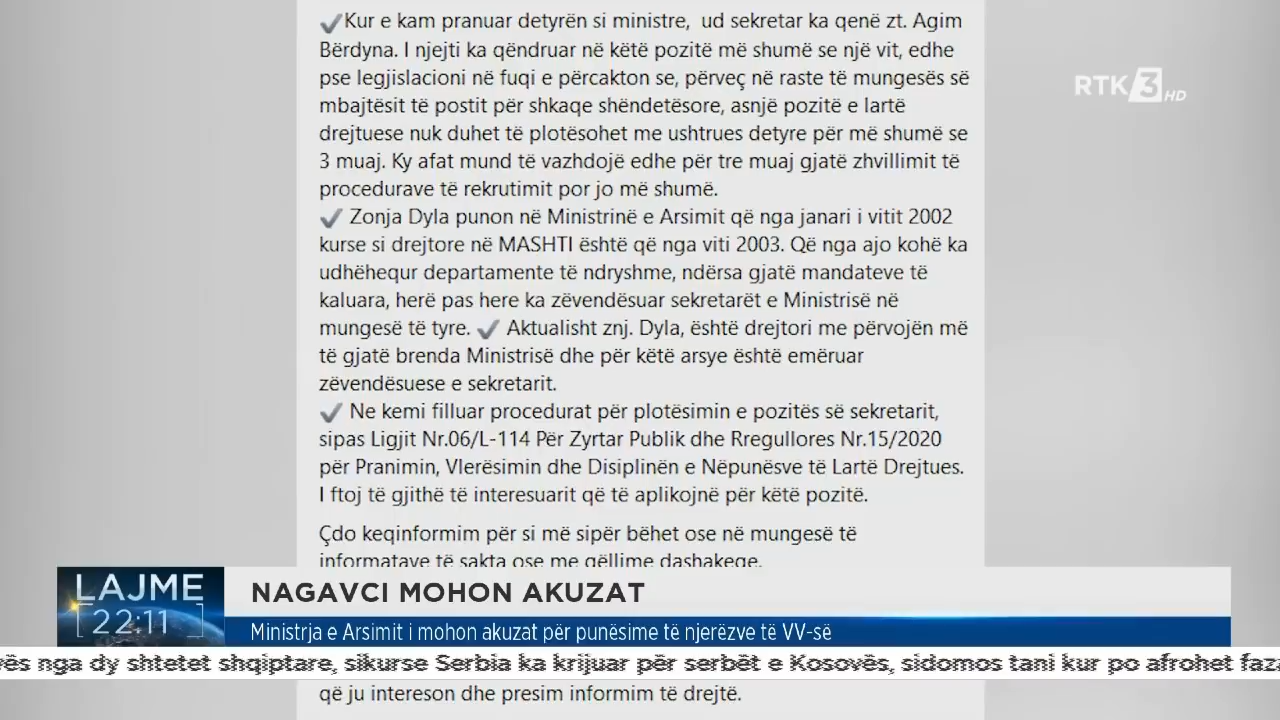 ✔Kur e kam pranuar detyrën si ministre, ud sekretar ka qenë zt. Agim
Bërdyna. I njejti ka qëndruar në këtë pozitë më shumë se një vit, edhe
pse legjislacioni në fuqi e përcakton se, përveç në raste të mungesës së
mbajtësit të postit për shkaqe shëndetësore, asnjë pozitë e lartë
drejtuese nuk duhet të plotësohet me ushtrues detyre për më shumë se
3 muaj. Ky afat mund të vazhdojë edhe për tre muaj gjatë zhvillimit të
procedurave të rekrutimit por jo më shumë.
✔ Zonja Dyla punon në Ministrinë e Arsimit që nga janari i vitit 2002
kurse si drejtore në MASHTI është që nga viti 2003. Që nga ajo kohë ka
udhëhequr departamente të ndryshme, ndërsa gjatë mandateve të
kaluara, herë pas here ka zëvendësuar sekretarët e Ministrisë në
mungesë të tyre. ✔ Aktualisht znj. Dyla, është drejtori me përvojën më
të gjatë brenda Ministrisë dhe për këtë arsye është emëruar
zëvendësuese e sekretarit.
✔ Ne kemi filluar procedurat për plotësimin e pozitës së sekretarit,
sipas Ligjit Nr.06/L-114 Për Zyrtar Publik dhe Rregullores Nr.15/2020
për Pranimin, Vlerësimin dhe Disiplinën e Nëpunësve të Lartë Drejtues.
I ftoj të gjithë të interesuarit që të aplikojnë për këtë pozitë.
Çdo keqinformim për si më sipër bëhet ose në mungesë të
informatave të sakta ose me qëllime dashakeqe.
RTK 3 HD
LAJME
22:11
NAGAVCI MOHON AKUZAT
Ministrja e Arsimit i mohon akuzat për punësime të njerëzve të VV-së
nga dy shtetet shqiptare, sikurse Serbia ka krijuar për serbët e Kosovës, sidomos tani kur po afrohet
që ju intereson dhe presim informim të drejtë.